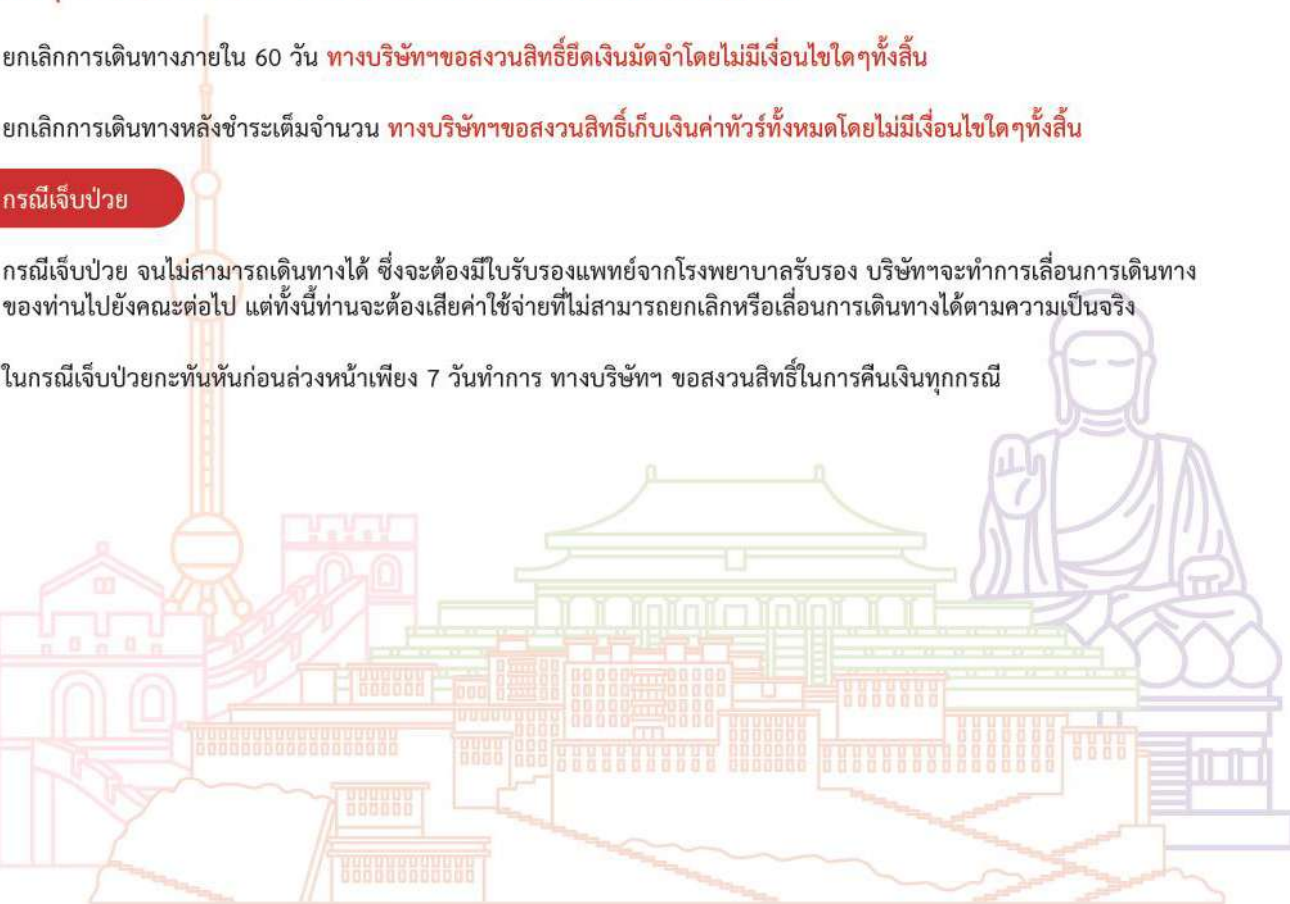 ยกเลิกการเดินทางภายใน 60 วัน ทางบริษัทฯขอสงวนสิทธิ์ยึดเงินมัดจำโดยไม่มีเงื่อนไขใดๆทั้งสิ้น
ยกเลิกการเดินทางหลังชำระเต็มจำนวน ทางบริษัทฯขอสงวนสิทธิ์เก็บเงินค่าทัวร์ทั้งหมดโดยไม่มีเงื่อนไขใดๆทั้งสิ้น
กรณีเจ็บป่วย
กรณีเจ็บป่วย จนไม่สามารถเดินทางได้ ซึ่งจะต้องมีใบรับรองแพทย์จากโรงพยาบาลรับรอง บริษัทฯจะทำการเลื่อนการเดินทาง
ของท่านไปยังคณะต่อไป แต่ทั้งนี้ท่านจะต้องเสียค่าใช้จ่ายที่ไม่สามารถยกเลิกหรือเลื่อนการเดินทางได้ตามความเป็นจริง
ในกรณีเจ็บป่วยกะทันหันก่อนล่วงหน้าเพียง 7 วันทำการ ทางบริษัทฯ ขอสงวนสิทธิ์ในการคืนเงินทุกกรณี